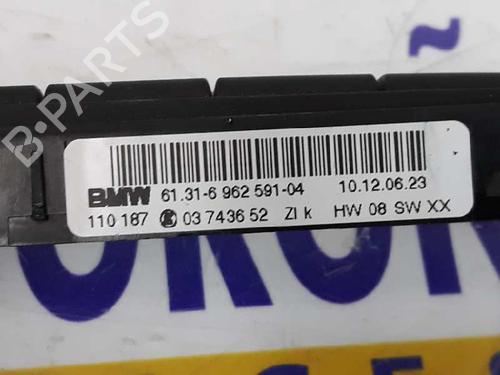 B-PARTS
BMW 61.31-6 962 591-04 10.12.06.23
110 187 03 7436 52 ZI k HW 08 SW XX